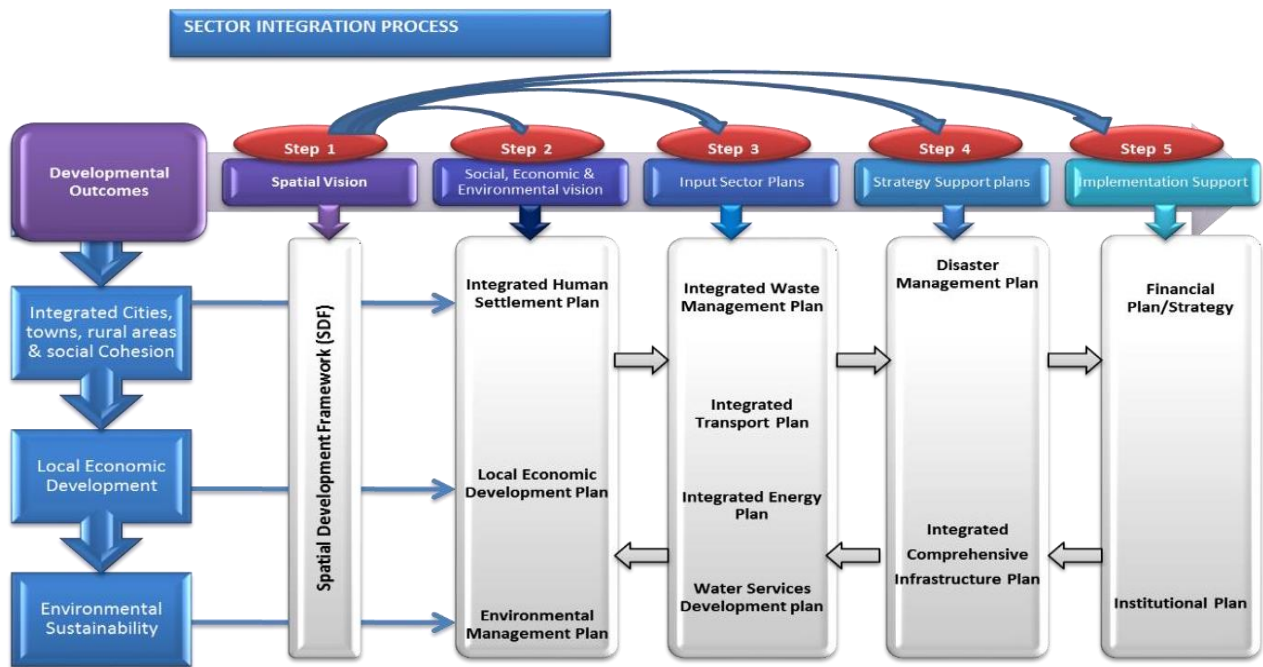 SECTOR INTEGRATION PROCESS
Developmental
Outcomes
Step 1
Spatial Vision
Step 2
Social, Economic &
Environmental vision
Step 3
Input Sector Plans
Step 4
Strategy Support plans
Step 5
Implementation Support
Integrated Cities,
towns, rural areas
& social Cohesion
Local Economic
Development
Environmental
Sustainability
Spatial Development Framework (SDF)
Integrated Human
Settlement Plan
Local Economic
Development Plan
Environmental
Management Plan
Integrated Waste
Management Plan
Integrated
Transport Plan
Integrated Energy
Plan
Water Services
Development plan
Disaster
Management Plan
Integrated
Comprehensive
Infrastructure Plan
Financial
Plan/Strategy
Institutional Plan